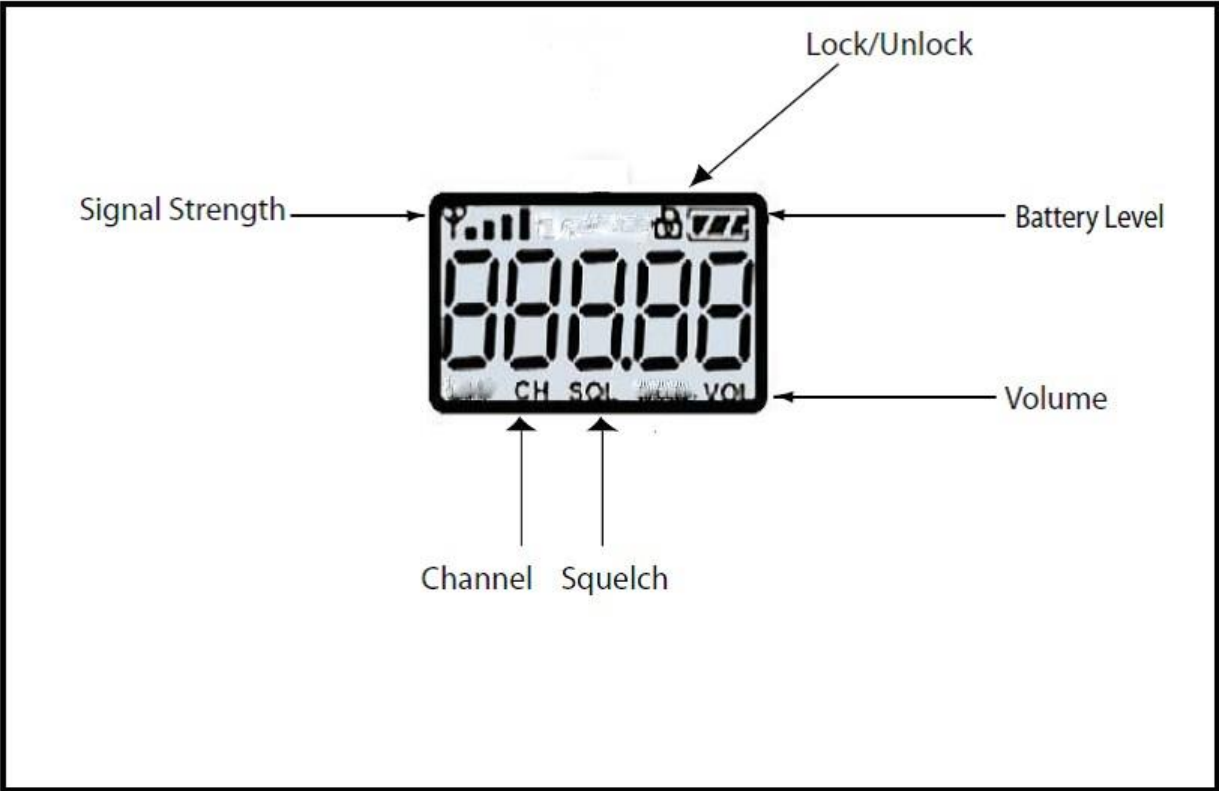 Lock/Unlock
Signal Strength
Battery Level
888.88
CH SQL VOL
Volume
Channel Squelch